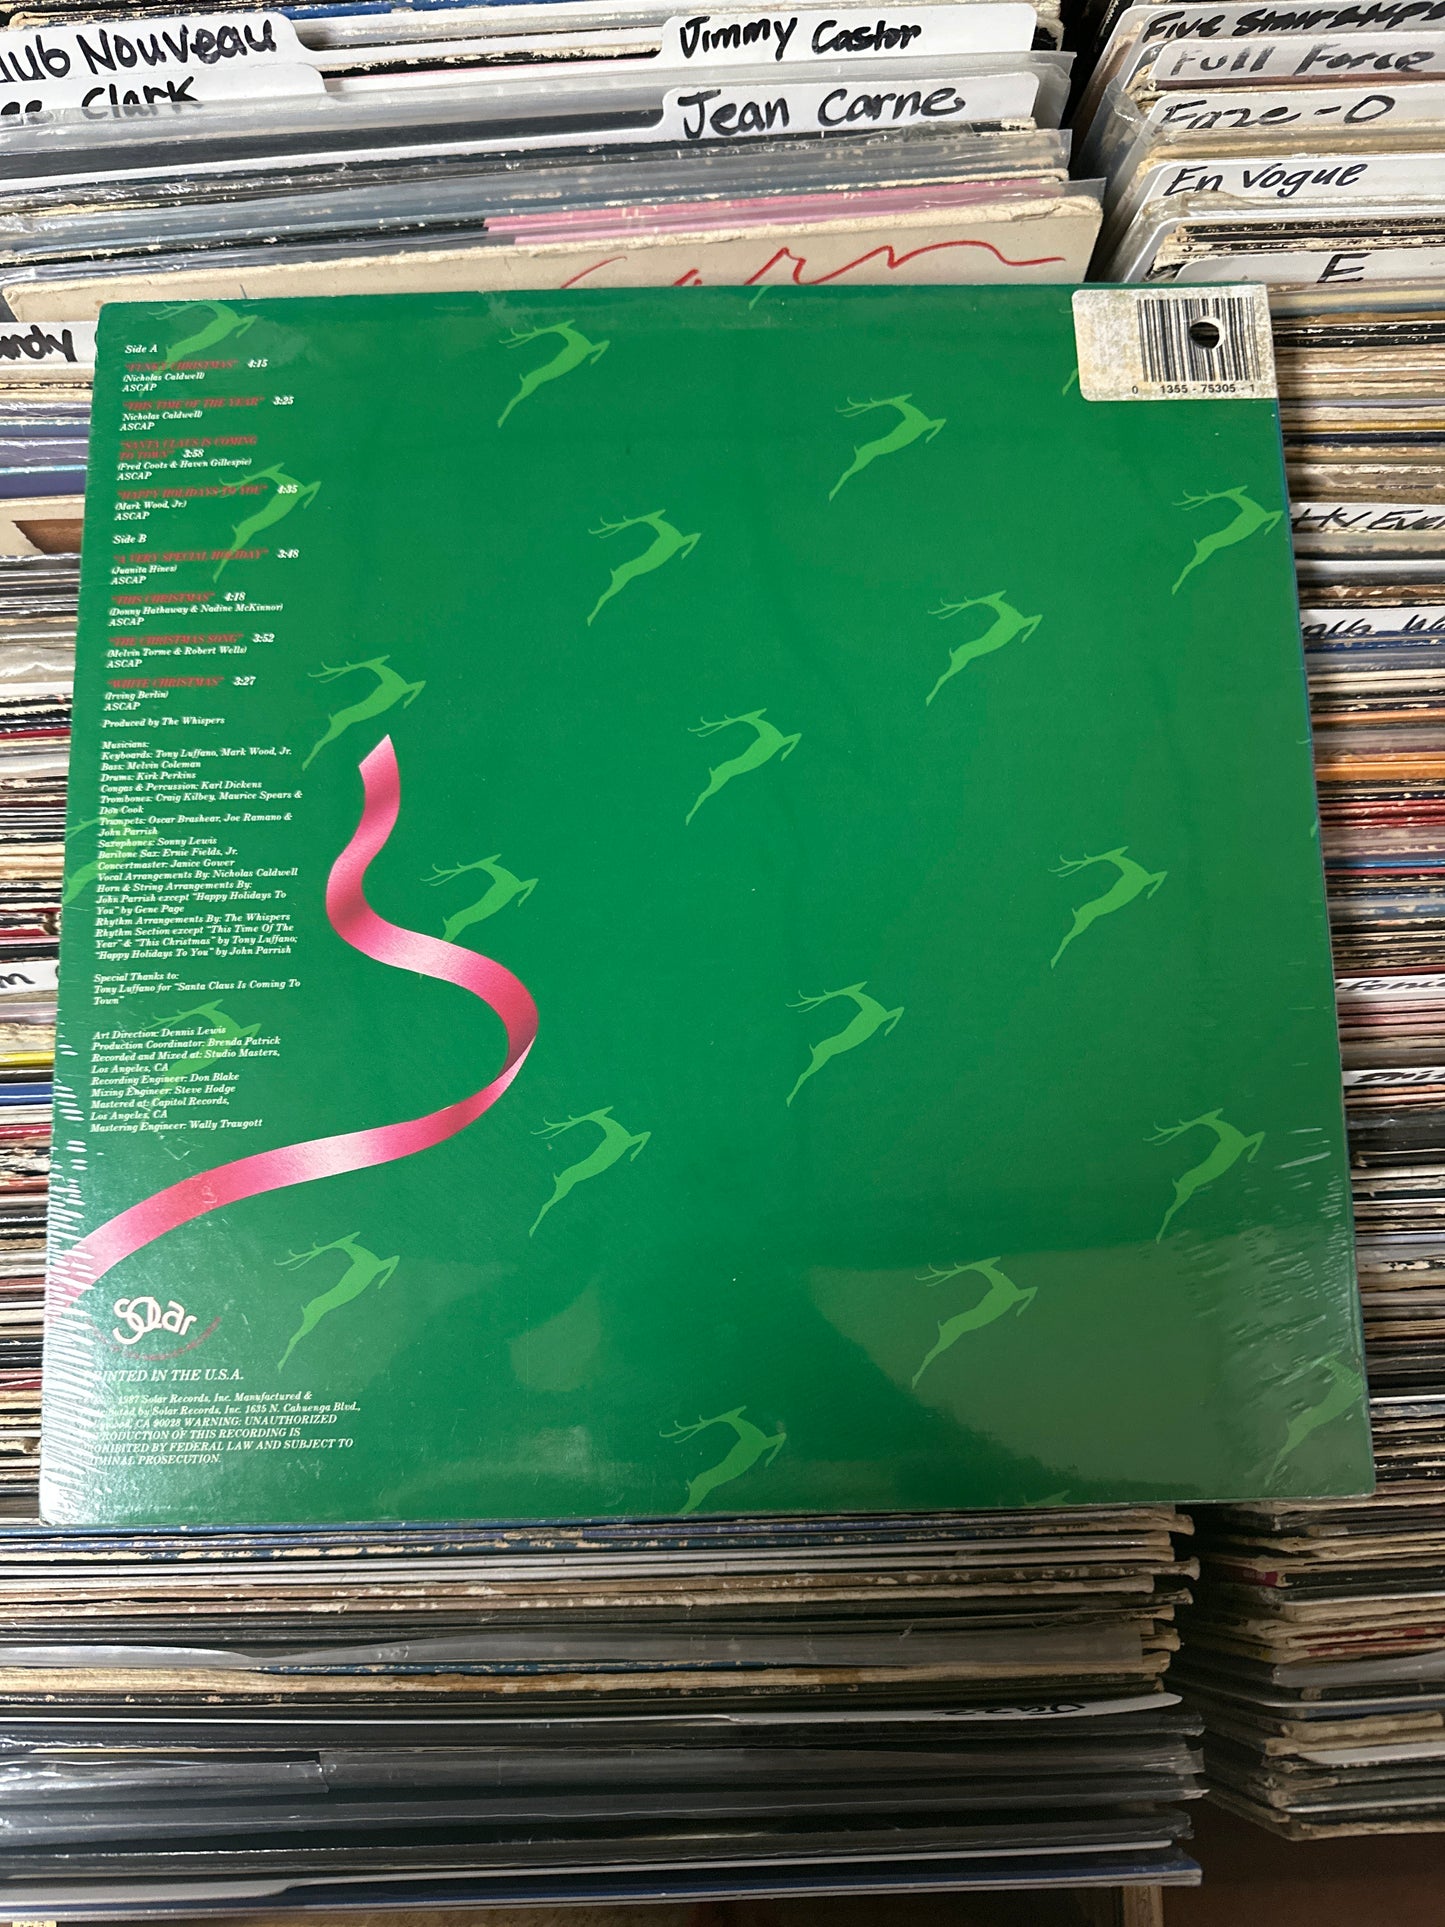 Jimmy Castor
Nouveau
Clark
Jean Carne
Full Force
Faze-O
En Vogue
E
Side A
"FUNKY CHRISTMAS" 4:15
(Nicholas Caldwell)
ASCAP
"THIS TIME OF THE YEAR" 3:25
Nicholas Caldwell)
ASCAP
"SANTA CLAUS IS COMING
TO TOWN" 3:58
(Fred Coots & Haven Gillespie)
ASCAP
"HAPPY HOLIDAYS TO YOU" 4:35
(Mark Wood, Jr.)
ASCAP
Side B
"A VERY SPECIAL HOLIDAY" 3:48
(Juanita Hines)
ASCAP
"THIS CHRISTMAS" 4:18
(Donny Hathaway & Nadine McKinnor)
ASCAP
"THE CHRISTMAS SONG" 3:52
(Melvin Torme & Robert Wells)
ASCAP
"WHITE CHRISTMAS" 3:27
(Irving Berlin)
ASCAP
Produced by The Whispers
Musicians:
Keyboards: Tony Luffano, Mark Wood, Jr.
Bass: Melvin Coleman
Drums: Kirk Perkins
Congas & Percussion: Karl Dickens
Trombones: Craig Kilbey, Maurice Spears &
Don Cook
Trumpets: Oscar Brashear, Joe Ramano &
John Parrish
Saxophones: Sonny Lewis
Baritone Sax: Ernie Fields, Jr.
Concertmaster: Janice Gower
Vocal Arrangements By: Nicholas Caldwell
Horn & String Arrangements By:
John Parrish except "Happy Holidays To
You" by Gene Page
Rhythm Arrangements By: The Whispers
Rhythm Section except "This Time Of The
Year" & "This Christmas" by Tony Luffano;
"Happy Holidays To You" by John Parrish
Special Thanks to:
Tony Luffano for "Santa Claus Is Coming To
Town"
Art Direction: Dennis Lewis
Production Coordinator: Brenda Patrick
Recorded and Mixed at: Studio Masters,
Los Angeles, CA
Recording Engineer: Don Blake
Mixing Engineer: Steve Hodge
Mastered at: Capitol Records,
Los Angeles, CA
Mastering Engineer: Wally Traugott
SOLAR
PRINTED IN THE U.S.A.
1987 Solar Records, Inc. Manufactured &
by Solar Records, Inc. 1635 N. Cahuenga Blvd.,
CA 90028 WARNING: UNAUTHORIZED
REPRODUCTION OF THIS RECORDING IS
PROHIBITED BY FEDERAL LAW AND SUBJECT TO
CRIMINAL PROSECUTION.
0 1355 - 75305 - 1
Jazz